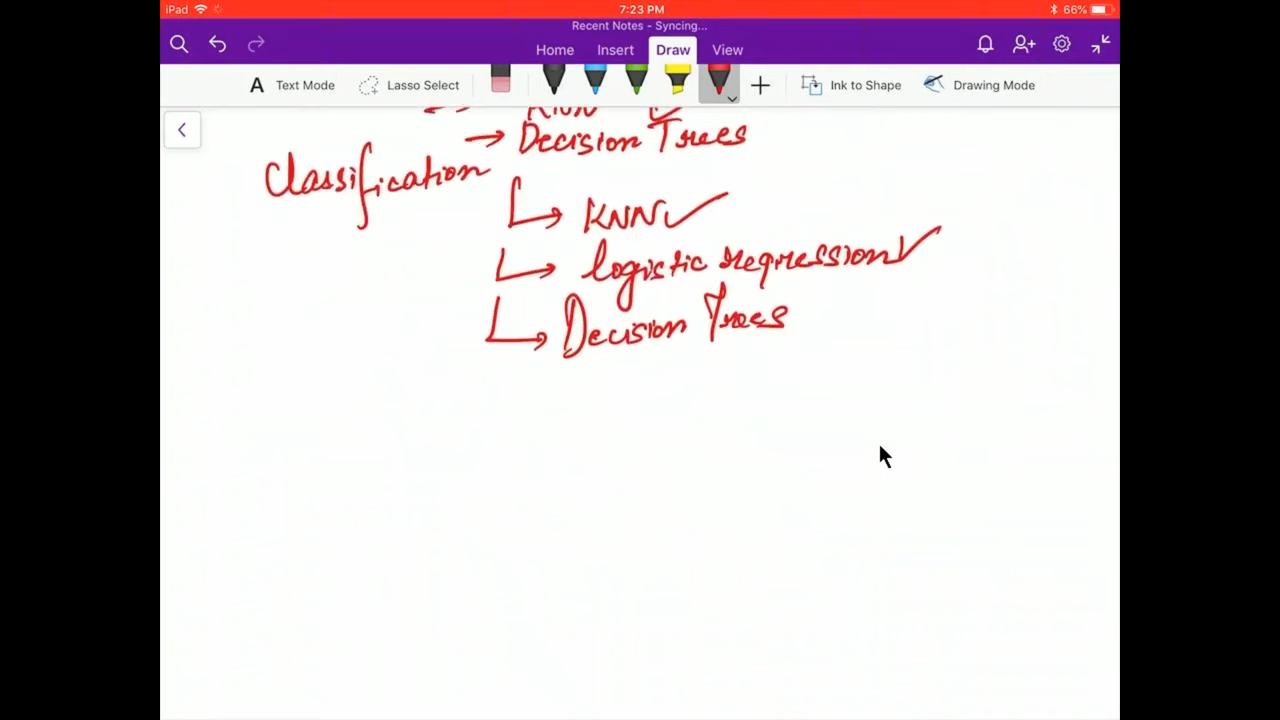 iPad 7:23 PM 66%
Recent Notes - Syncing...
Home Insert Draw View
Text Mode Lasso Select Ink to Shape Drawing Mode
KNN
→ Decision Trees
Classification
→ KNN ✓
→ logistic regression ✓
→ Decision Trees